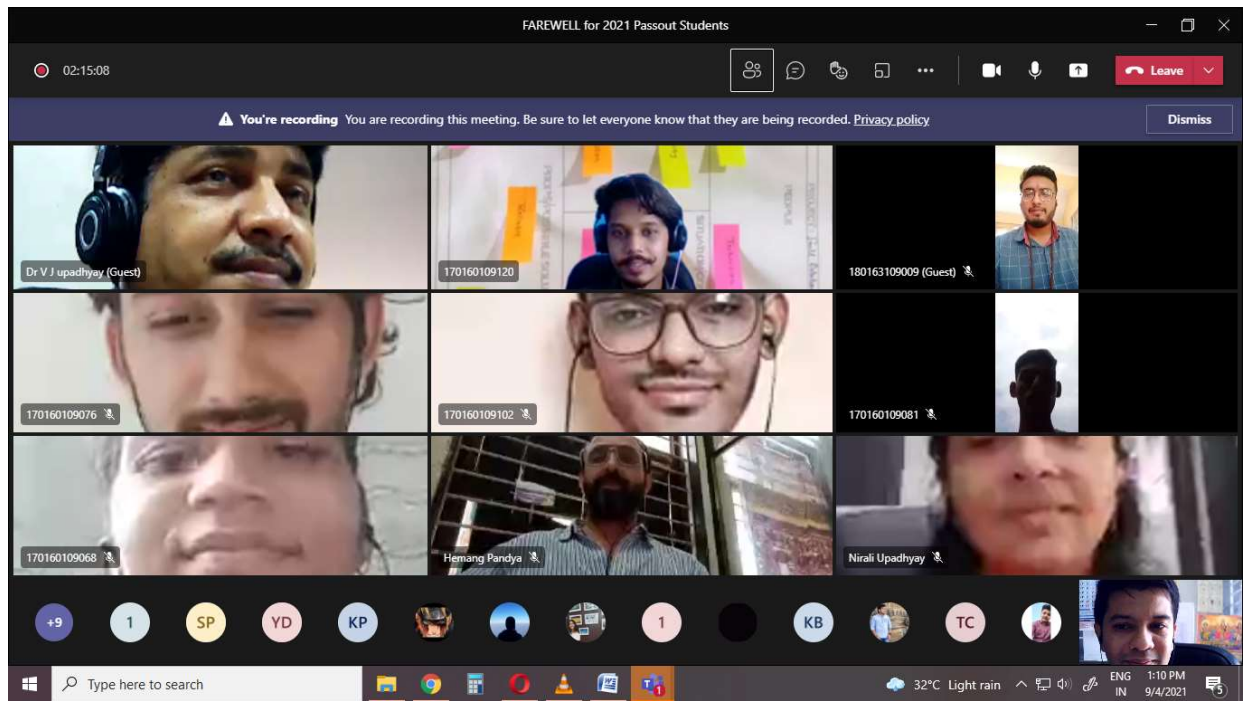 FAREWELL for 2021 Passout Students
02:15:08
Leave
You're recording You are recording this meeting. Be sure to let everyone know that they are being recorded. Privacy policy
Dismiss
Dr V J upadhyay (Guest)
170160109120
180163109009 (Guest)
170160109076
170160109102
170160109081
170160109068
Hemang Pandya
Nirali Upadhyay
+9
1
SP
YD
KP
1
KB
TC
Type here to search
32°C Light rain
ENG
IN
1:10 PM
9/4/2021
5